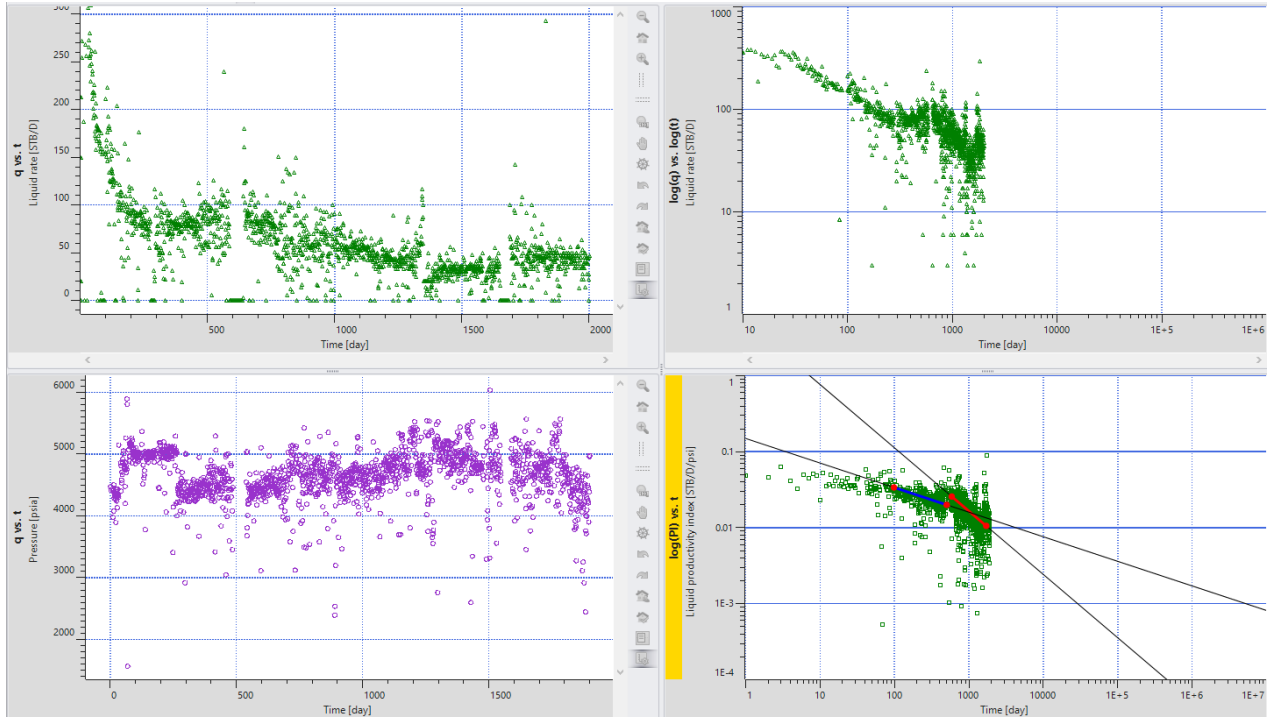 q vs. t
Liquid rate [STB/D]
300
250
200
150
100
50
0
500
1000
1500
2000
Time [day]
log(q) vs. log(t)
Liquid rate [STB/D]
1000
100
10
1
10
100
1000
10000
1E+5
1E+6
Time [day]
q vs. t
Pressure [psia]
6000
5000
4000
3000
2000
0
500
1000
1500
Time [day]
log(PI) vs. t
Liquid productivity index [STB/D/psi]
1
0.1
0.01
1E-3
1E-4
1
10
100
1000
10000
1E+5
1E+6
1E+7
Time [day]